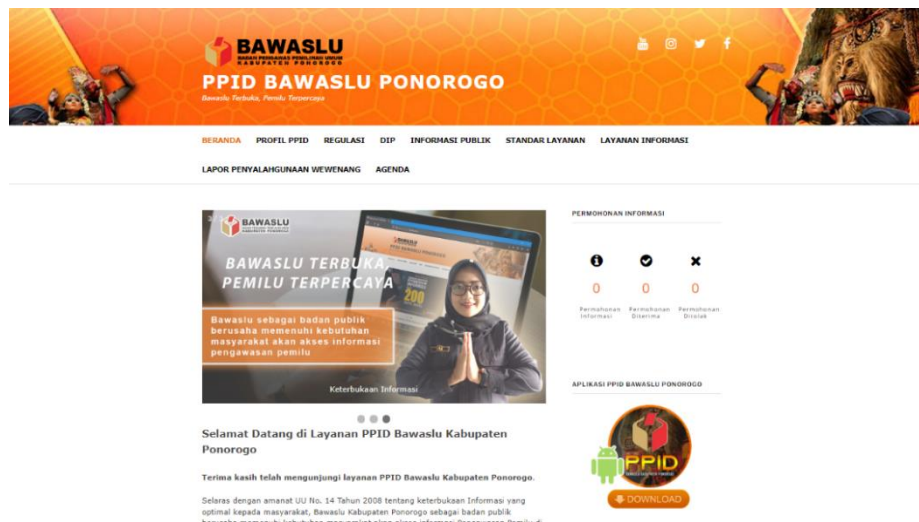 BAWASLU
BADAN PENGAWAS PEMILIHAN UMUM
KABUPATEN PONOROGO
PPID BAWASLU PONOROGO
Bawaslu Terbuka, Pemilu Terpercaya
BERANDA PROFIL PPID REGULASI DIP INFORMASI PUBLIK STANDAR LAYANAN LAYANAN INFORMASI
LAPOR PENYALAHGUNAAN WEWENANG AGENDA
BAWASLU
KABUPATEN PONOROGO
BAWASLU TERBUKA,
PEMILU TERPERCAYA
Bawaslu sebagai badan publik
berusaha memenuhi kebutuhan
masyarakat akan akses informasi
pengawasan pemilu
200
Keterbukaan Informasi
Selamat Datang di Layanan PPID Bawaslu Kabupaten
Ponorogo
Terima kasih telah mengunjungi layanan PPID Bawaslu Kabupaten Ponorogo.
Selaras dengan amanat UU No. 14 Tahun 2008 tentang keterbukaan Informasi yang
optimal kepada masyarakat, Bawaslu Kabupaten Ponorogo sebagai badan publik
PERMOHONAN INFORMASI
0 0 0
Permohonan Permohonan Permohonan
Informasi Diterima Ditolak
APLIKASI PPID BAWASLU PONOROGO
PPID
DOWNLOAD